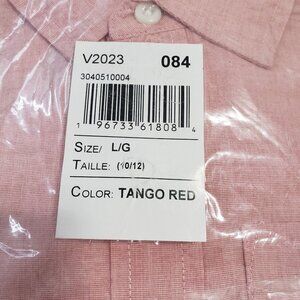 V2023 084
3040510004
1 96733 61808 4
SIZE/ L/G
TAILLE: (10/12)
COLOR: TANGO RED